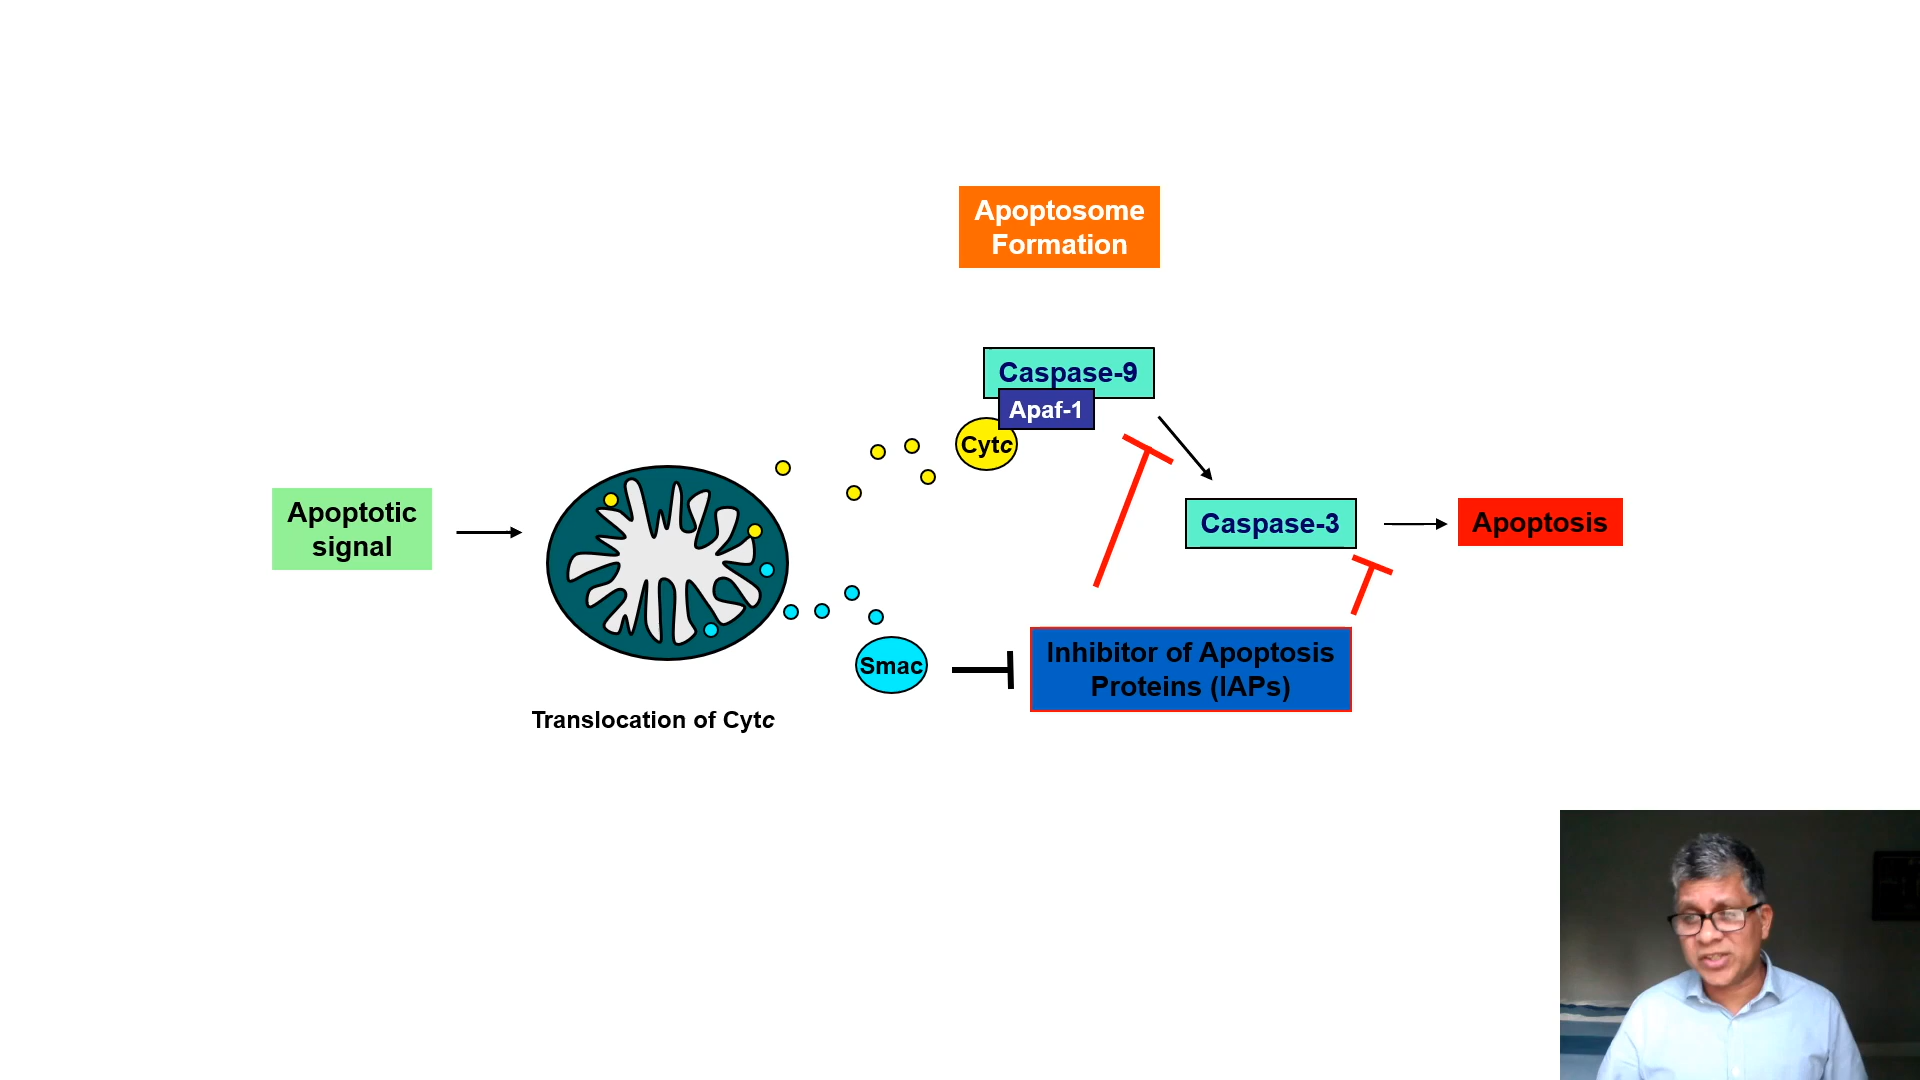 Apoptosome
Formation
Caspase-9
Apaf-1
Cytc
Apoptotic
signal
Caspase-3
Apoptosis
Smac
Inhibitor of Apoptosis
Proteins (IAPs)
Translocation of Cytc